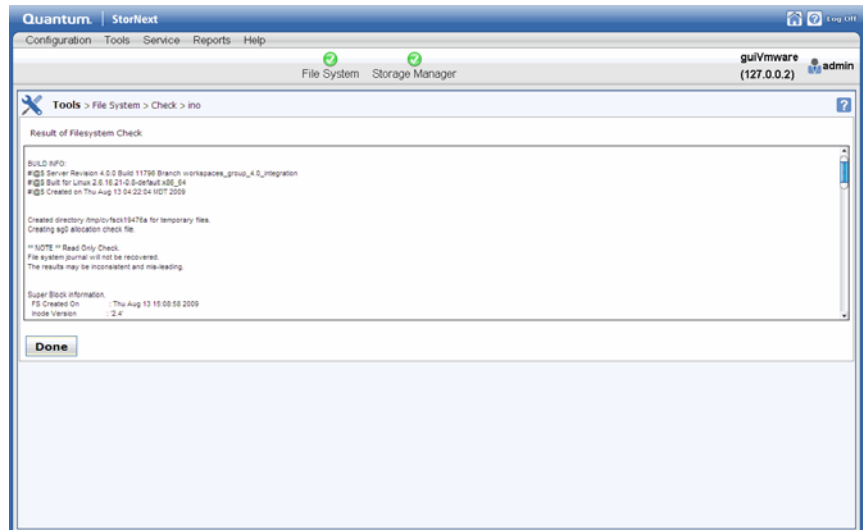 Quantum. StorNext
Log Off
Configuration Tools Service Reports Help
File System Storage Manager
guiVmware
(127.0.0.2)
admin
Tools > File System > Check > ino
Result of Filesystem Check
BUILD INFO:
#!@$ Server Revision 4.0.0 Build 11796 Branch workspaces_group_4.0_integration
#!@$ Built for Linux 2.6.16.21-0.8-default x86_64
#!@$ Created on Thu Aug 13 04:22:04 MDT 2009
Created directory /tmp/cvfsck19476a for temporary files.
Creating sg0 allocation check file.
** NOTE ** Read Only Check.
File system journal will not be recovered.
The results may be inconsistent and mis-leading.
Super Block information.
FS Created On : Thu Aug 13 15:08:58 2009
Inode Version : '2.4'
Done